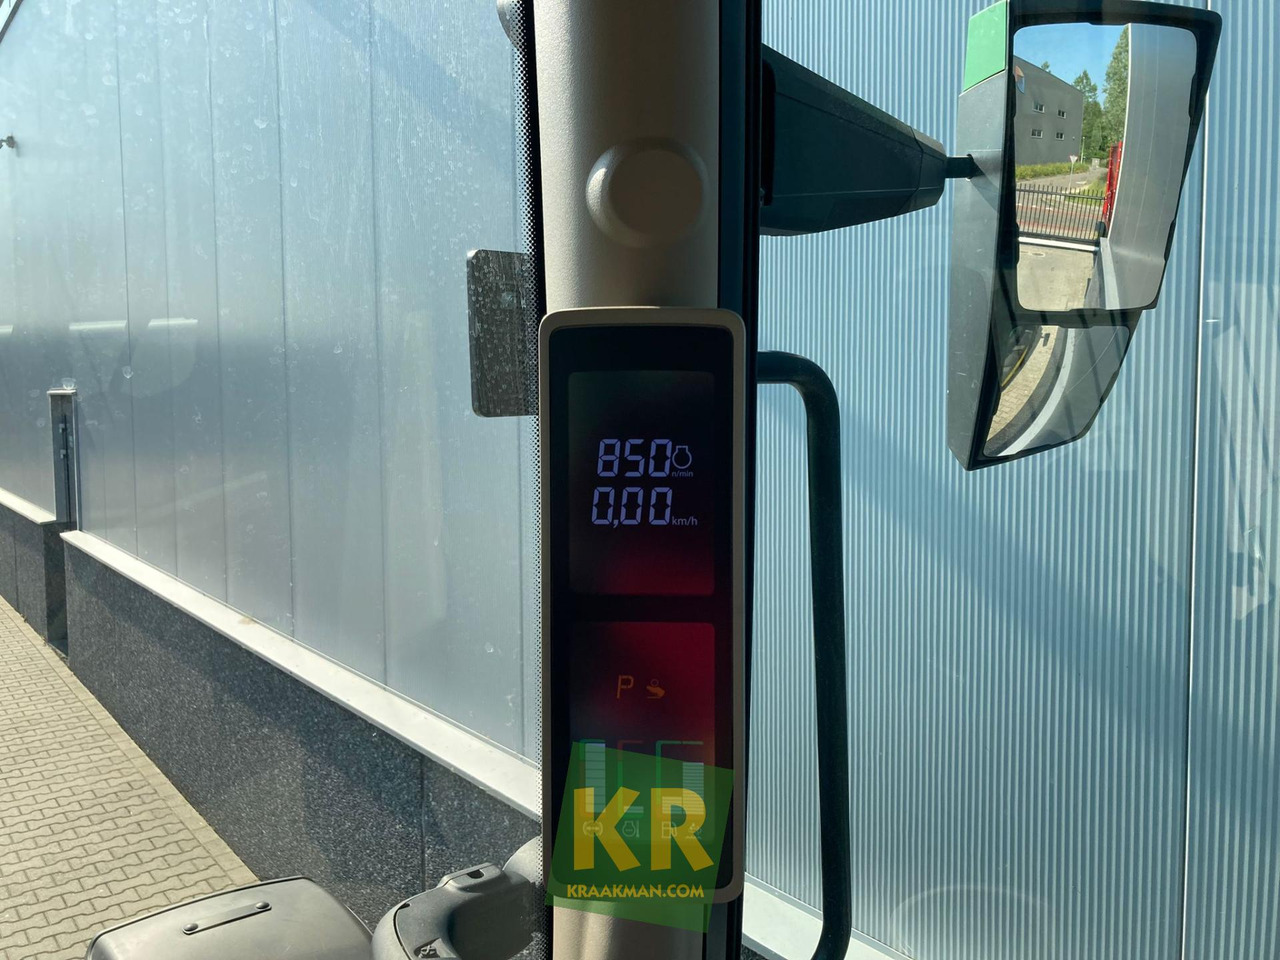 850 n/min
0,00 km/h
P
KR
KRAAKMAN.COM